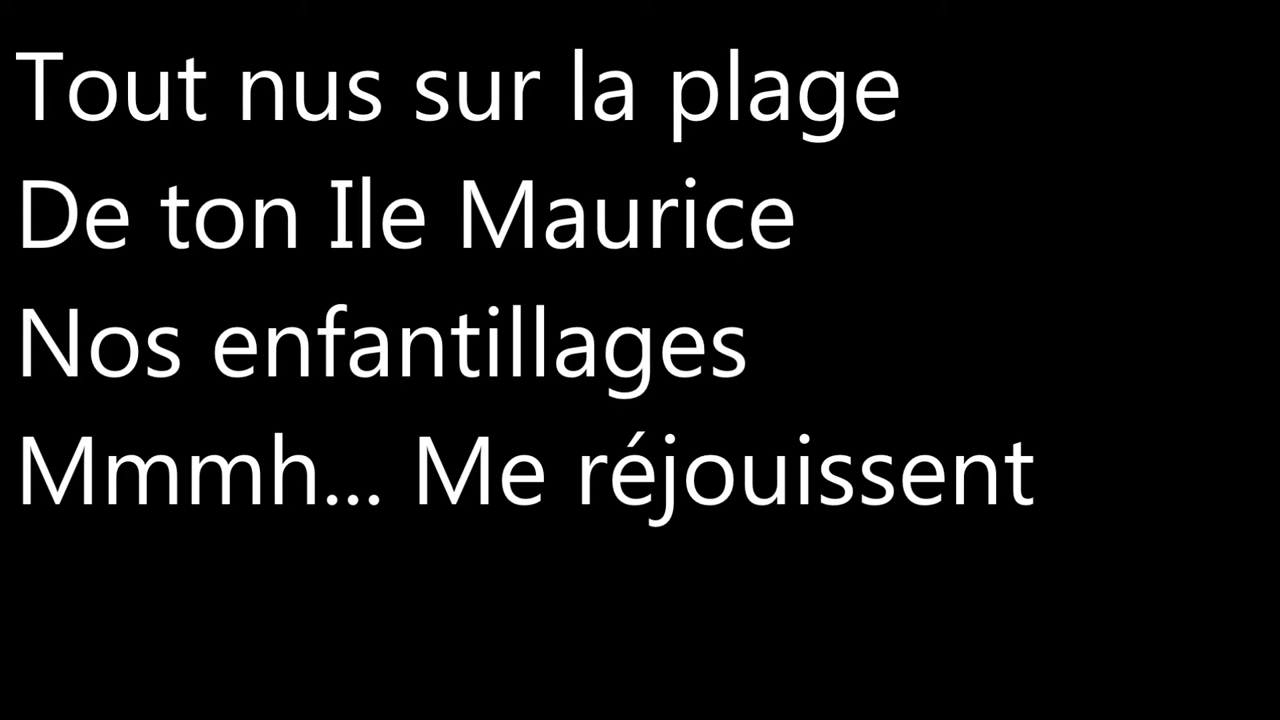 Tout nus sur la plage
De ton Ile Maurice
Nos enfantillages
Mmmh... Me réjouissent